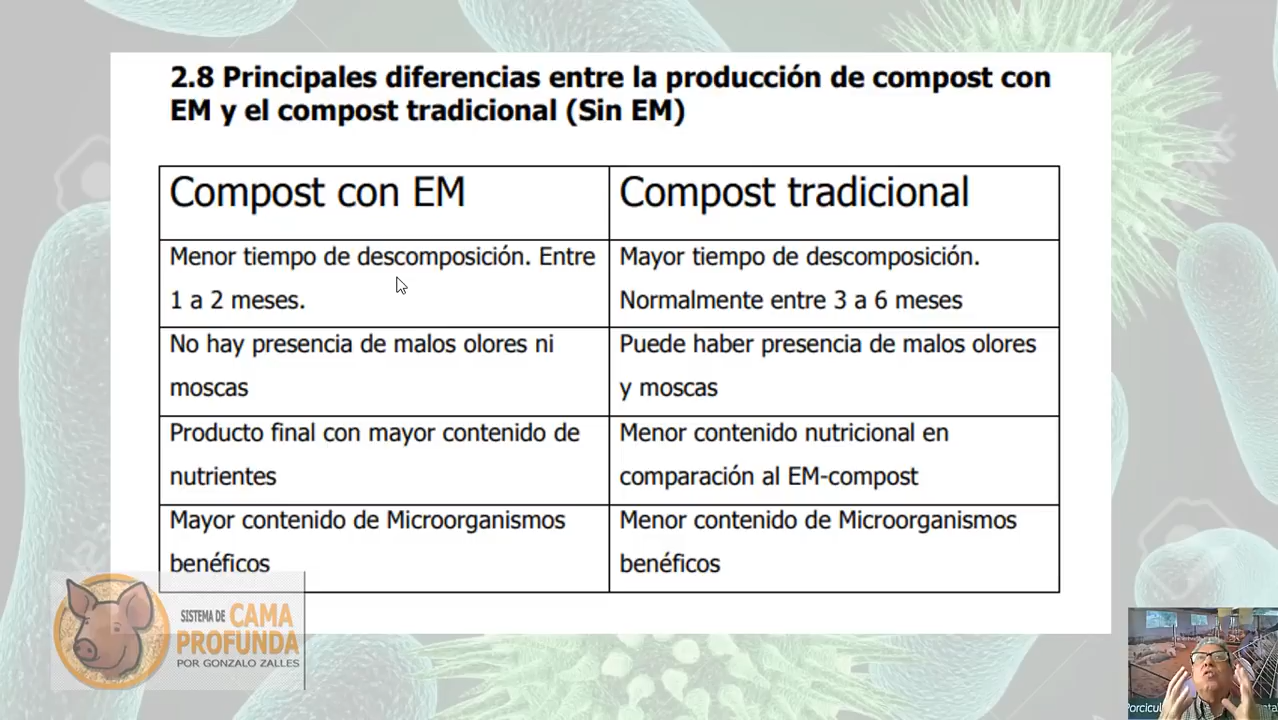 2.8 Principales diferencias entre la producción de compost con
EM y el compost tradicional (Sin EM)
Compost con EM
Compost tradicional
Menor tiempo de descomposición. Entre
1 a 2 meses.
Mayor tiempo de descomposición.
Normalmente entre 3 a 6 meses
No hay presencia de malos olores ni
moscas
Puede haber presencia de malos olores
y moscas
Producto final con mayor contenido de
nutrientes
Menor contenido nutricional en
comparación al EM-compost
Mayor contenido de Microorganismos
benéficos
Menor contenido de Microorganismos
benéficos
SISTEMA DE CAMA
PROFUNDA
POR GONZALO ZALLES